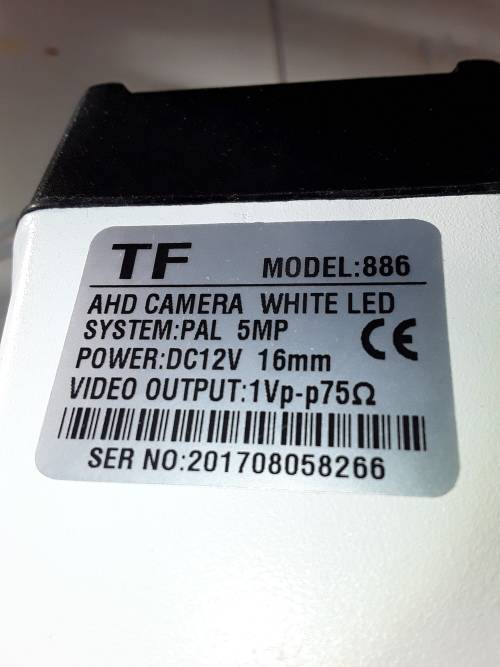 TF MODEL:886
AHD CAMERA WHITE LED
SYSTEM:PAL 5MP
CE
POWER:DC12V 16mm
VIDEO OUTPUT:1Vp-p75Ω
SER NO:201708058266